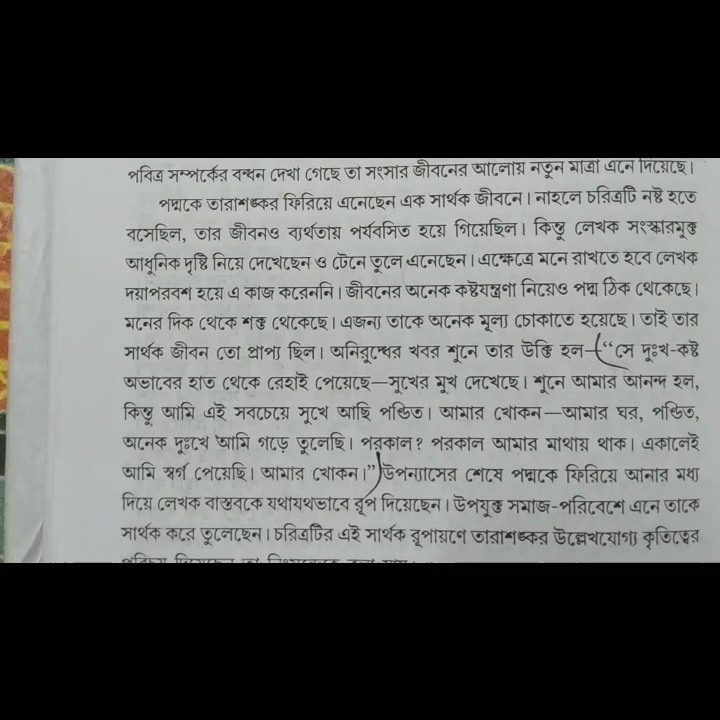 পবিত্র সম্পর্কের বন্ধন দেখা গেছে তা সংসার জীবনের আলোয় নতুন মাত্রা এনে দিয়েছে।
পদ্মকে তারাশঙ্কর ফিরিয়ে এনেছেন এক সার্থক জীবনে। নাহলে চরিত্রটি নষ্ট হতে
বসেছিল, তার জীবনও ব্যর্থতায় পর্যবসিত হয়ে গিয়েছিল। কিন্তু লেখক সংস্কারমুক্ত
আধুনিক দৃষ্টি নিয়ে দেখেছেন ও টেনে তুলে এনেছেন। এক্ষেত্রে মনে রাখতে হবে লেখক
দয়াপরবশ হয়ে এ কাজ করেননি। জীবনের অনেক কষ্টযন্ত্রণা নিয়েও পদ্ম ঠিক থেকেছে।
মনের দিক থেকে শক্ত থেকেছে। এজন্য তাকে অনেক মূল্য চোকাতে হয়েছে। তাই তার
সার্থক জীবন তো প্রাপ্য ছিল। অনিরুদ্ধের খবর শুনে তার উক্তি হল—“সে দুঃখ-কষ্ট
অভাবের হাত থেকে রেহাই পেয়েছে—সুখের মুখ দেখেছে। শুনে আমার আনন্দ হল,
কিন্তু আমি এই সবচেয়ে সুখে আছি পণ্ডিত। আমার খোকন—আমার ঘর, পণ্ডিত,
অনেক দুঃখে আমি গড়ে তুলেছি। পরকাল? পরকাল আমার মাথায় থাক। একালেই
আমি স্বর্গ পেয়েছি। আমার খোকন।” উপন্যাসের শেষে পদ্মকে ফিরিয়ে আনার মধ্য
দিয়ে লেখক বাস্তবকে যথাযথভাবে রূপ দিয়েছেন। উপযুক্ত সমাজ-পরিবেশে এনে তাকে
সার্থক করে তুলেছেন। চরিত্রটির এই সার্থক রূপায়ণে তারাশঙ্কর উল্লেখযোগ্য কৃতিত্বের